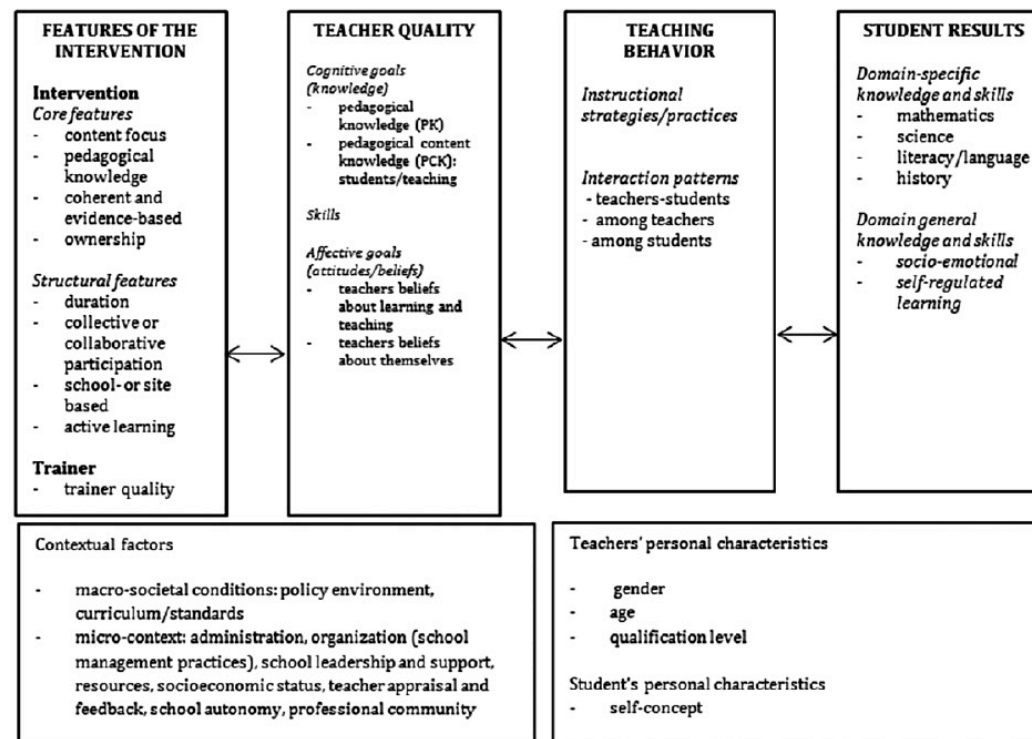 FEATURES OF THE
INTERVENTION
Intervention
Core features
- content focus
- pedagogical
knowledge
- coherent and
evidence-based
- ownership
Structural features
- duration
- collective or
collaborative
participation
- school- or site
based
- active learning
Trainer
- trainer quality
TEACHER QUALITY
Cognitive goals
(knowledge)
- pedagogical
knowledge (PK)
- pedagogical content
knowledge (PCK):
students/teaching
Skills
Affective goals
(attitudes/beliefs)
- teachers beliefs
about learning and
teaching
- teachers beliefs
about themselves
TEACHING
BEHAVIOR
Instructional
strategies/practices
Interaction patterns
- teachers-students
- among teachers
- among students
STUDENT RESULTS
Domain-specific
knowledge and skills
- mathematics
- science
- literacy/language
- history
Domain general
knowledge and skills
- socio-emotional
- self-regulated
learning
Contextual factors
- macro-societal conditions: policy environment,
curriculum/standards
- micro-context: administration, organization (school
management practices), school leadership and support,
resources, socioeconomic status, teacher appraisal and
feedback, school autonomy, professional community
Teachers' personal characteristics
- gender
- age
- qualification level
Student's personal characteristics
- self-concept